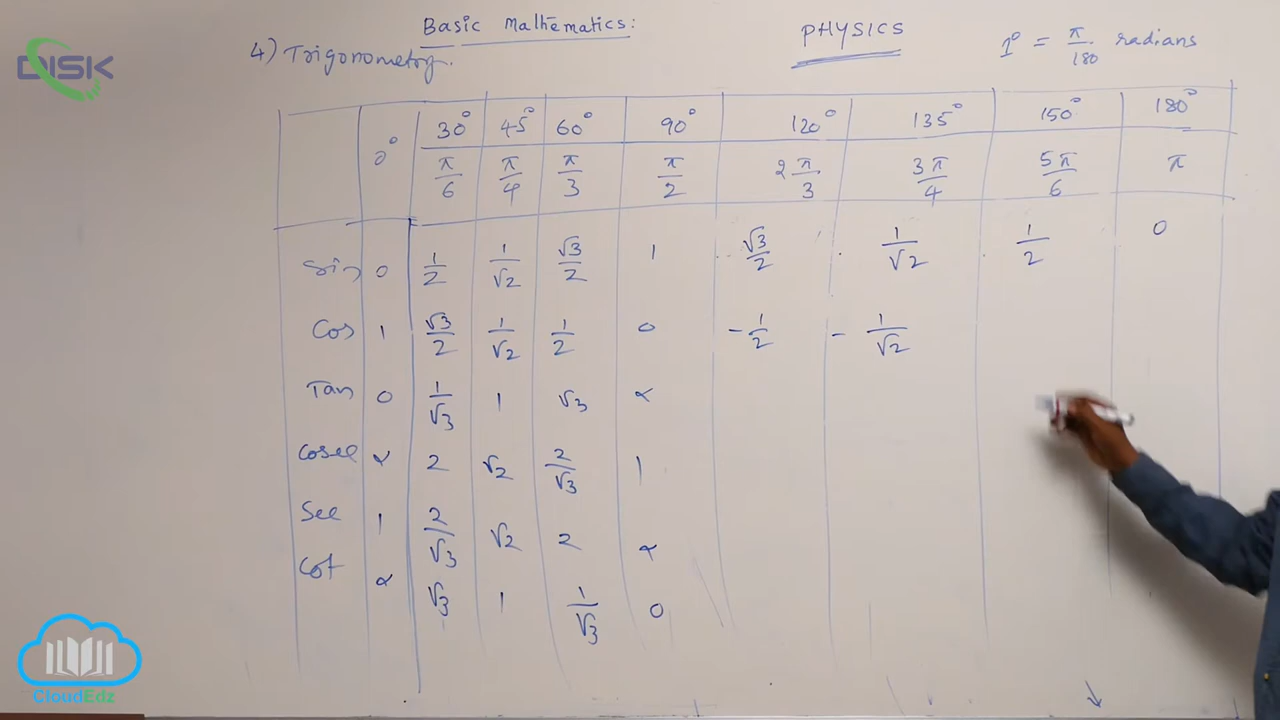 Basic Mathematics:
PHYSICS
1° = π/180 radians
4) Trigonometry.
DISK
0° 30° 45° 60° 90° 120° 135° 150° 180°
π/6 π/4 π/3 π/2 2π/3 3π/4 5π/6 π
Sin 0 1/2 1/√2 √3/2 1 √3/2 1/√2 1/2 0
Cos 1 √3/2 1/√2 1/2 0 -1/2 -1/√2
Tan 0 1/√3 1 √3 ∝
Cosec ∝ 2 √2 2/√3 1
Sec 1 2/√3 √2 2 ∝
Cot ∝ √3 1 1/√3 0
CloudEdz